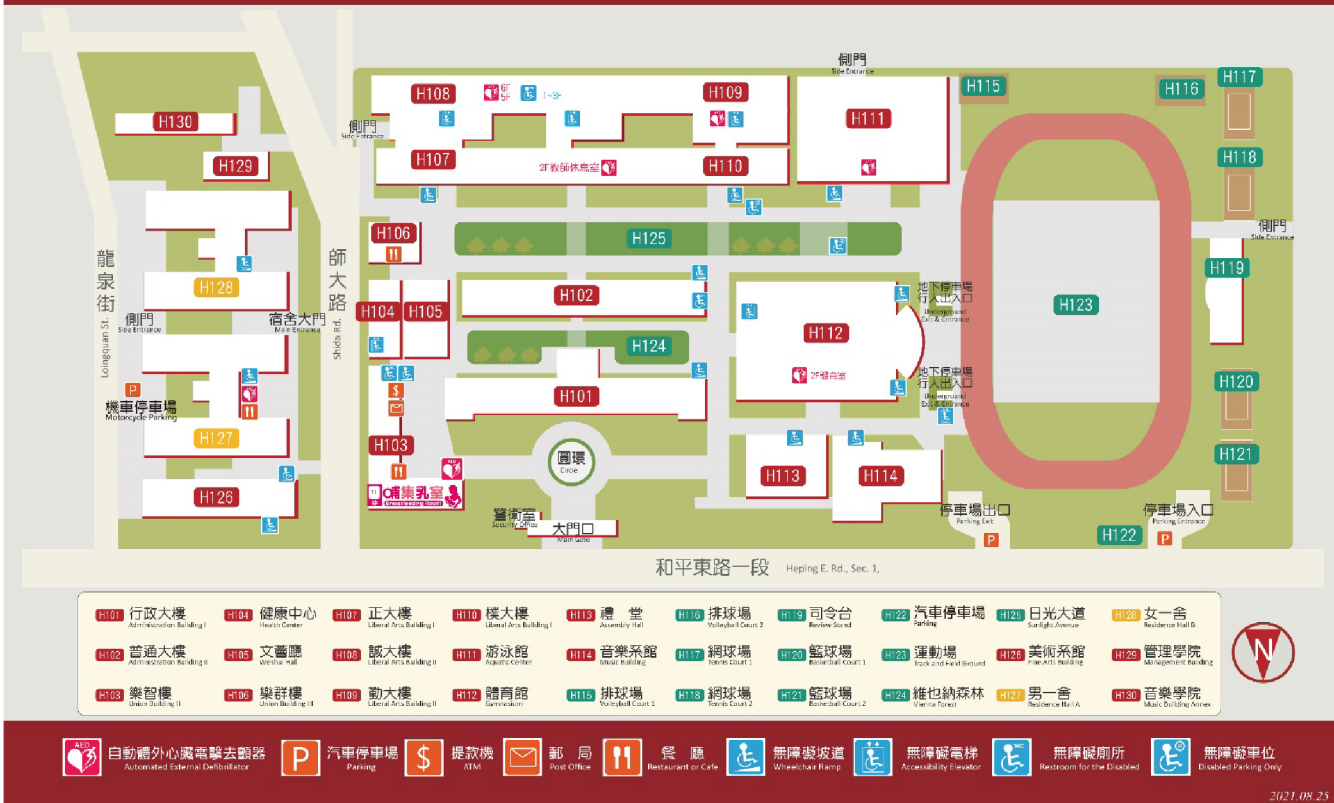 側門
Side Entrance
H108
6F
5F
1~3F
H109
H111
H115
H116
H117
H130
側門
Side Entrance
H129
H107
2F教師休息室
H110
H118
龍泉街
Loingquan St.
師大路
Shida Rd.
H106
H125
側門
Side Entrance
H119
H128
側門
Side Entrance
宿舍大門
Main Entrance
H104
H105
H102
地下停車場
行人出入口
Underground
Exit & Entrance
H112
H123
H124
2F體育室
地下停車場
行人出入口
Underground
Exit & Entrance
P
機車停車場
Motorcycle Parking
$
H101
H120
H127
H103
圓環
Circle
H113
H114
H121
H126
AED
哺集乳室
Breastfeeding Room
警衛室
Security Office
大門口
Main Gate
停車場出口
Parking Exit
P
H122
停車場入口
Parking Entrance
P
和平東路一段 Heping E. Rd., Sec. 1,
H101 行政大樓 Administration Building I
H104 健康中心 Health Center
H107 正大樓 Liberal Arts Building I
H110 樸大樓 Liberal Arts Building I
H113 禮 堂 Assembly Hall
H116 排球場 Volleyball Court 2
H119 司令台 Review Stand
H122 汽車停車場 Parking
H125 日光大道 Sunlight Avenue
H128 女一舍 Residence Hall B
H102 普通大樓 Administration Building II
H105 文薈廳 Wenhui Hall
H108 誠大樓 Liberal Arts Building II
H111 游泳館 Aquatic Center
H114 音樂系館 Music Building
H117 網球場 Tennis Court 1
H120 籃球場 Basketball Court 1
H123 運動場 Track and Field Ground
H126 美術系館 Fine Arts Building
H129 管理學院 Management Building
H103 樂智樓 Union Building II
H106 樂群樓 Union Building III
H109 勤大樓 Liberal Arts Building II
H112 體育館 Gymnasium
H115 排球場 Volleyball Court 1
H118 網球場 Tennis Court 2
H121 籃球場 Basketball Court 2
H124 維也納森林 Vienna Forest
H127 男一舍 Residence Hall A
H130 音樂學院 Music Building Annex
N
AED
自動體外心臟電擊去顫器
Automated External Defibrillator
P
汽車停車場
Parking
$
提款機
ATM
郵 局
Post Office
餐 廳
Restaurant or Cafe
無障礙坡道
Wheelchair Ramp
無障礙電梯
Accessibility Elevator
WC
無障礙廁所
Restroom for the Disabled
P
無障礙車位
Disabled Parking Only
2021.08.25